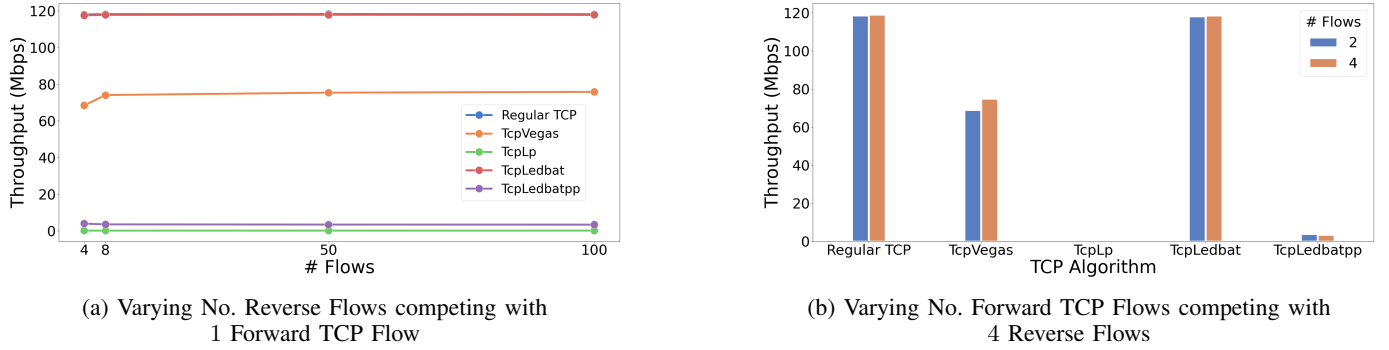 120
100
80
60
40
20
0
Throughput (Mbps)
4 8 50 100
# Flows
Regular TCP
TcpVegas
TcpLp
TcpLedbat
TcpLedbatpp
(a) Varying No. Reverse Flows competing with
1 Forward TCP Flow
120
100
80
60
40
20
0
Throughput (Mbps)
# Flows
2
4
Regular TCP TcpVegas TcpLp TcpLedbat TcpLedbatpp
TCP Algorithm
(b) Varying No. Forward TCP Flows competing with
4 Reverse Flows